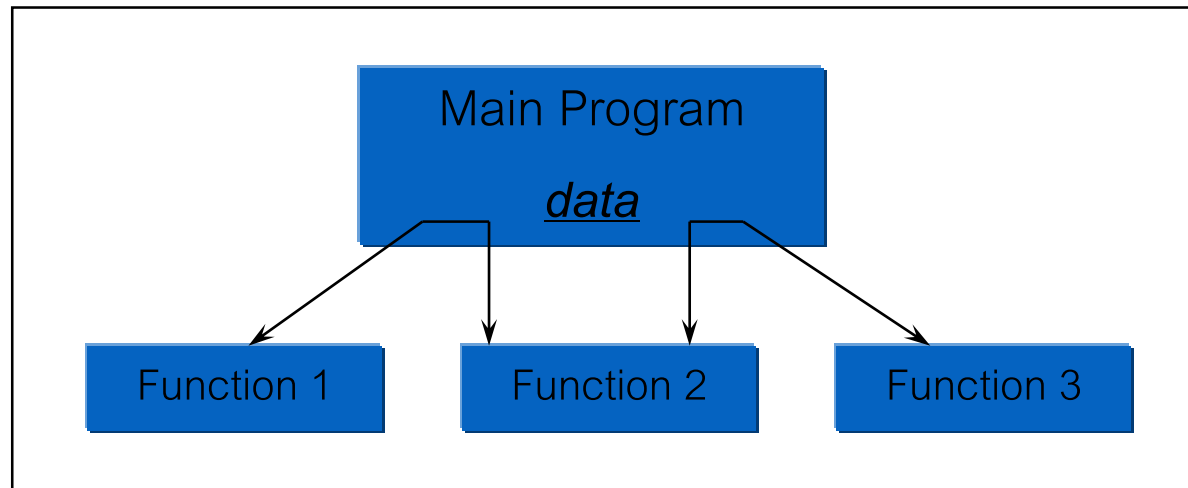 Main Program
data
Function 1
Function 2
Function 3